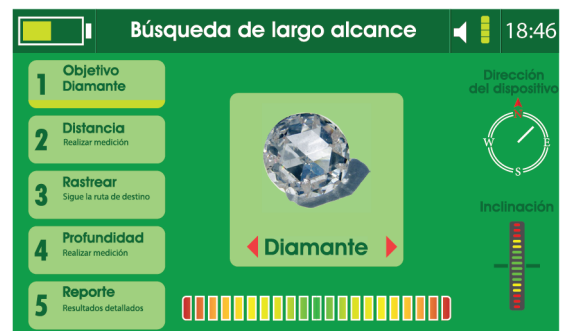 Búsqueda de largo alcance
18:46
1 Objetivo
Diamante
2 Distancia
Realizar medición
3 Rastrear
Sigue la ruta de destino
4 Profundidad
Realizar medición
5 Reporte
Resultados detallados
Diamante
Dirección
del dispositivo
W E
S
Inclinación